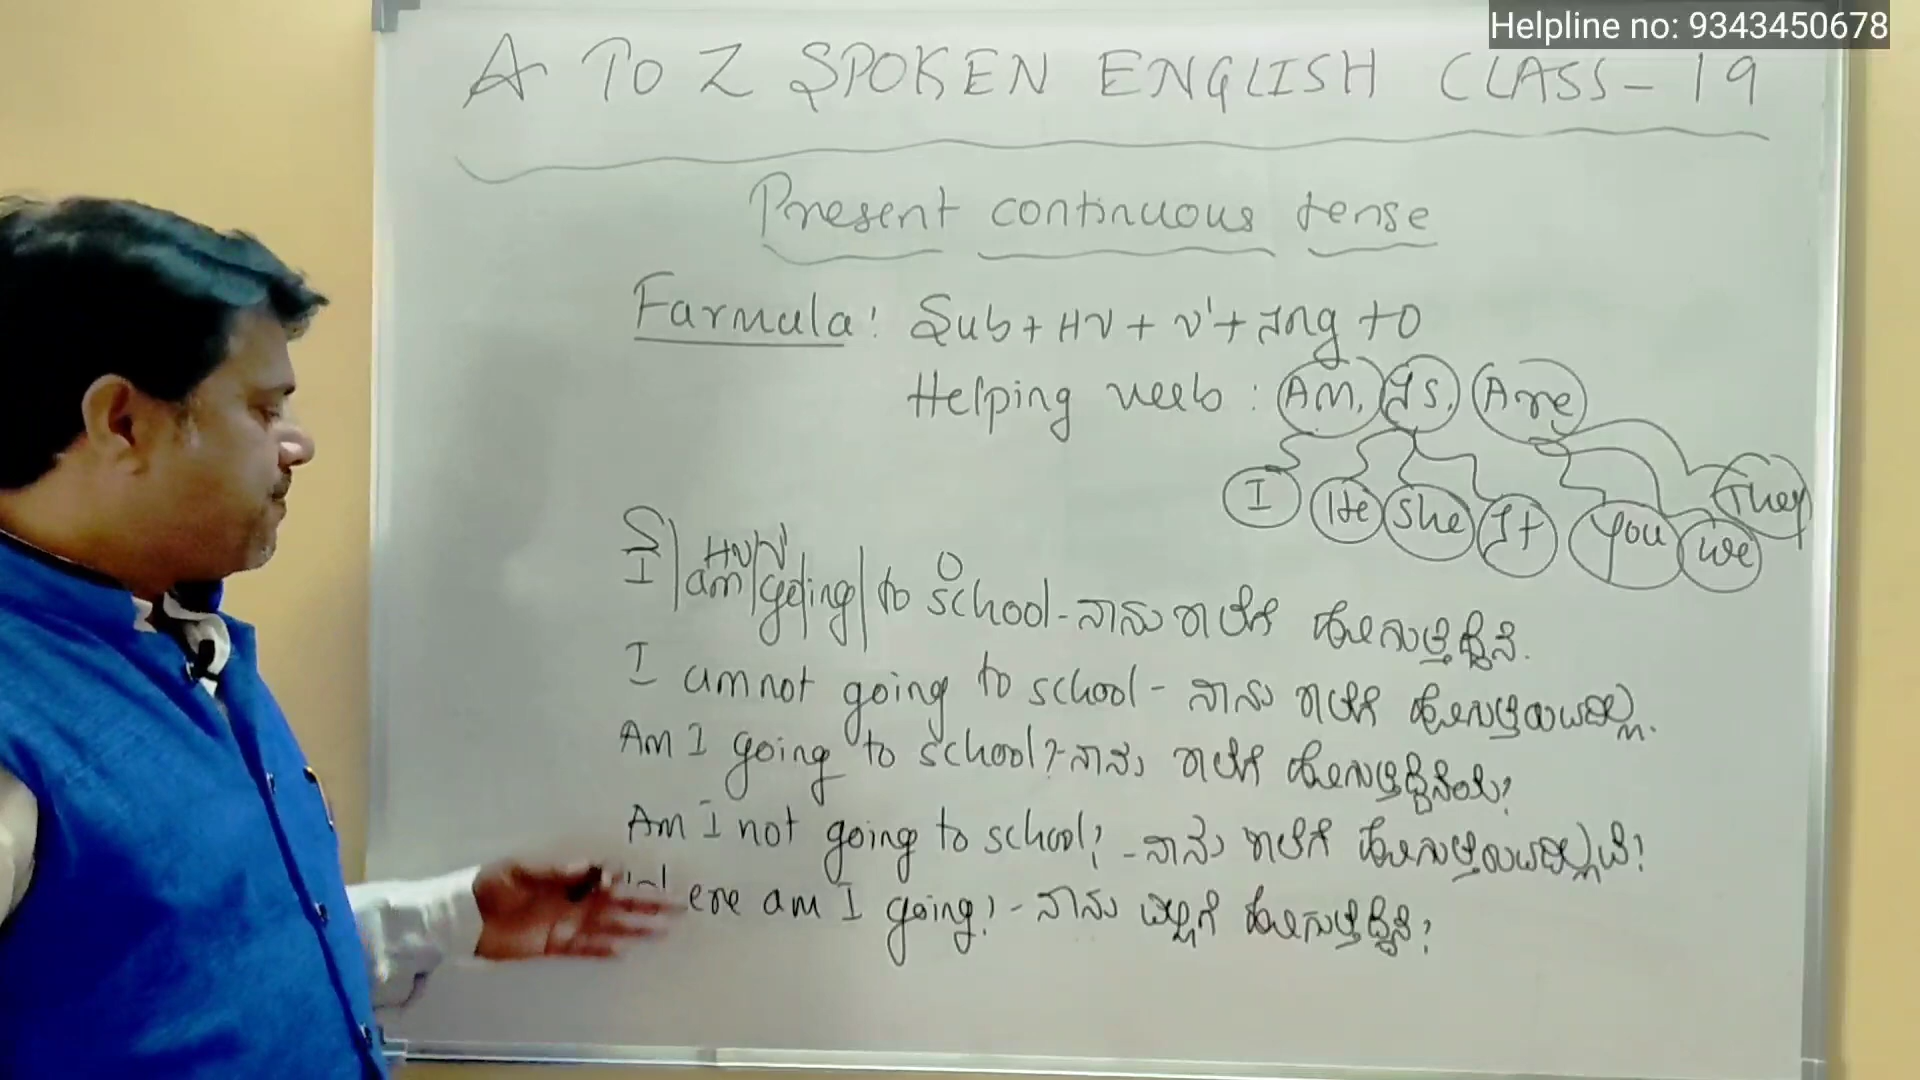 Helpline no: 9343450678
A TO Z SPOKEN ENGLISH CLASS - 19
Present continuous tense
Farmula: Sub + HV + V' + Ing + O
Helping verb: AM, IS, Are
I He She It You We They
S HV V' O
I am going to school - ನಾನು ಶಾಲೆಗೆ ಹೋಗುತ್ತಿದ್ದೇನೆ.
I am not going to school - ನಾನು ಶಾಲೆಗೆ ಹೋಗುತ್ತಿಲ್ಲ.
Am I going to school? - ನಾನು ಶಾಲೆಗೆ ಹೋಗುತ್ತಿದ್ದೇನೆಯೇ?
Am I not going to school? - ನಾನು ಶಾಲೆಗೆ
ere am I going? - ನಾನು ಎಲ್ಲಿಗೆ ಹೋಗುತ್ತಿದ್ದೇನೆ?